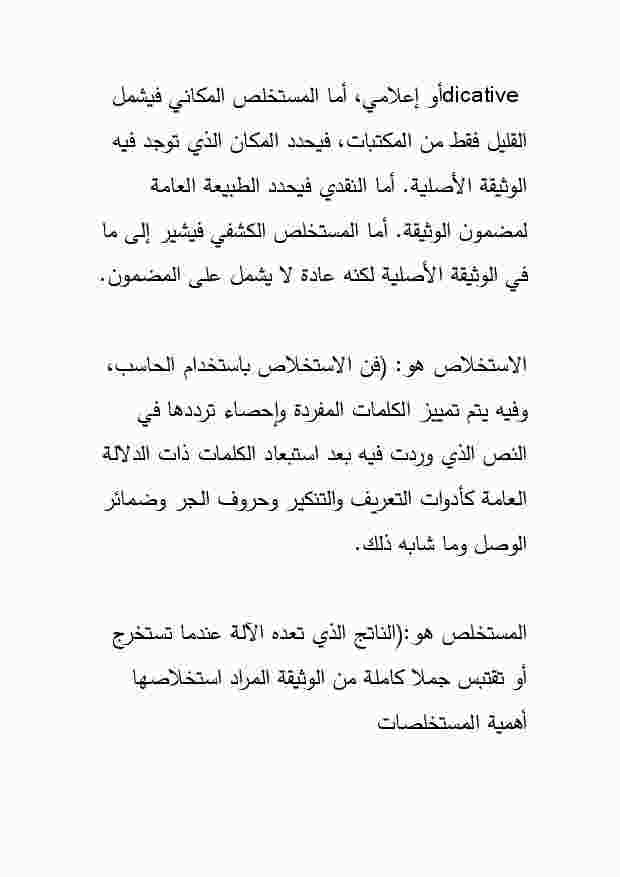 dicativeأو إعلامي، أما المستخلص المكاني فيشمل
القليل فقط من المكتبات، فيحدد المكان الذي توجد فيه
الوثيقة الأصلية. أما النقدي فيحدد الطبيعة العامة
لمضمون الوثيقة. أما المستخلص الكشفي فيشير إلى ما
في الوثيقة الأصلية لكنه عادة لا يشمل على المضمون.
الاستخلاص هو: (فن الاستخلاص باستخدام الحاسب،
وفيه يتم تمييز الكلمات المفردة وإحصاء ترددها في
النص الذي وردت فيه بعد استبعاد الكلمات ذات الدلالة
العامة كأدوات التعريف والتنكير وحروف الجر وضمائر
الوصل وما شابه ذلك.
المستخلص هو:(الناتج الذي تعده الآلة عندما تستخرج
أو تقتبس جملا كاملة من الوثيقة المراد استخلاصها
أهمية المستخلصات